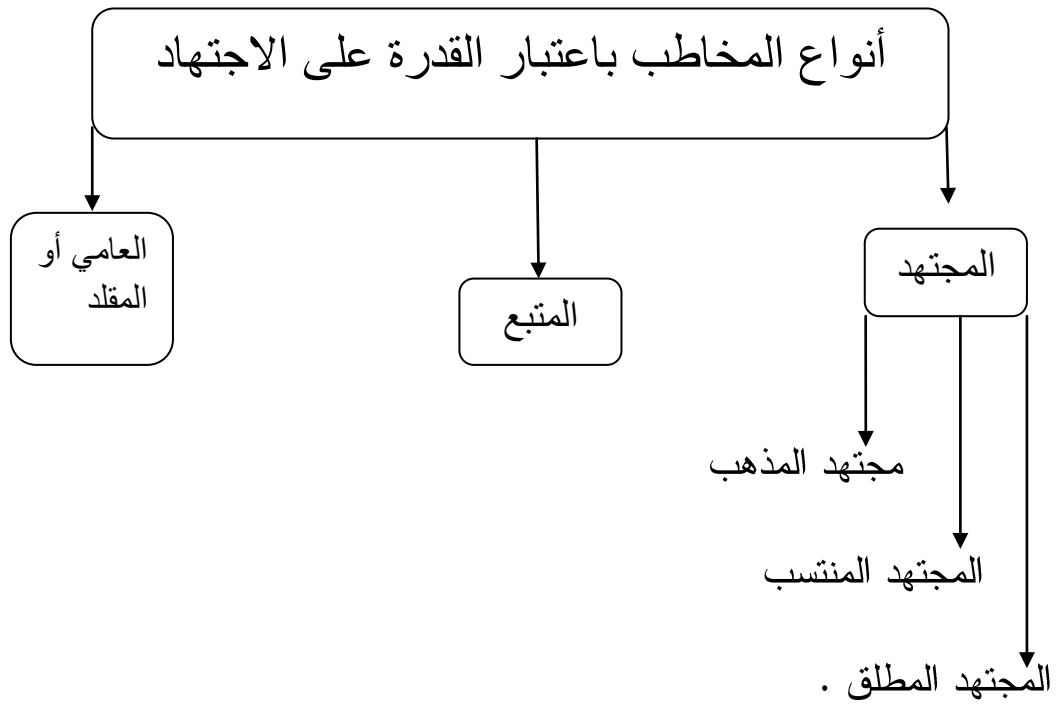 أنواع المخاطب باعتبار القدرة على الاجتهاد
المجتهد
المتبع
العامي أو
المقلد
مجتهد المذهب
المجتهد المنتسب
المجتهد المطلق .